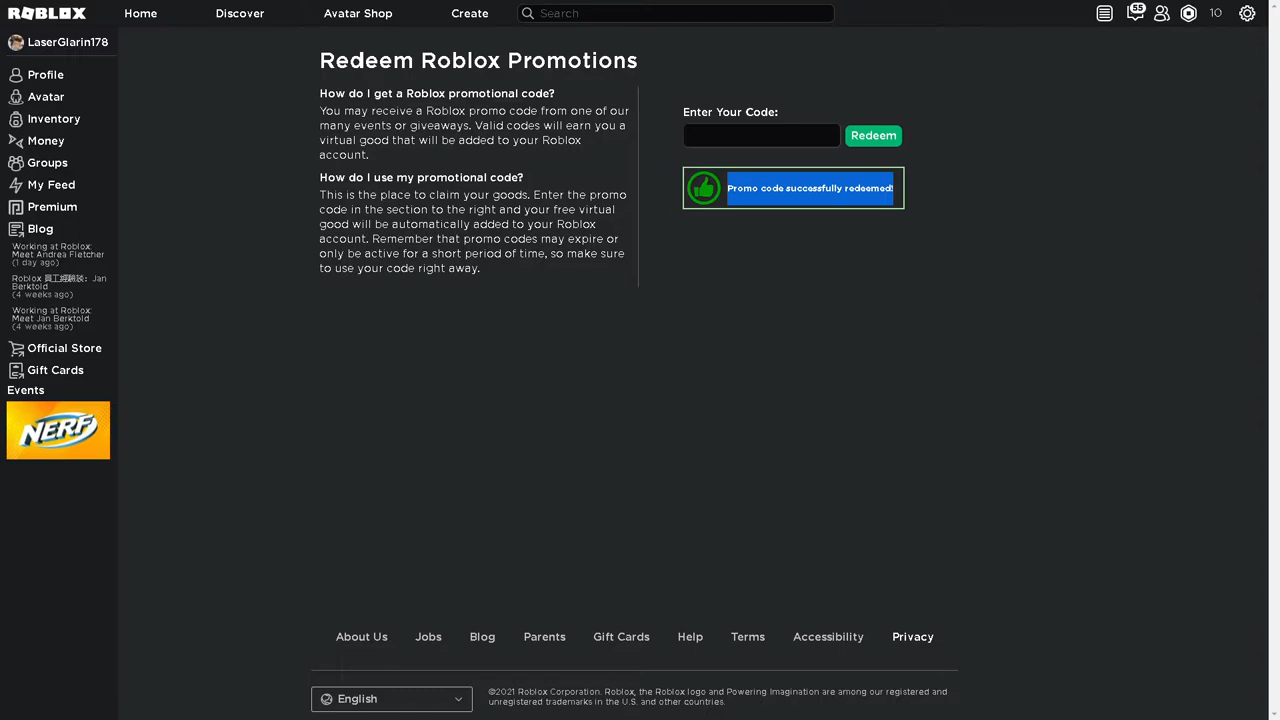 ROBLOX
Home
Discover
Avatar Shop
Create
Search
55
10
LaserGlarin178
Profile
Avatar
Inventory
Money
Groups
My Feed
Premium
Blog
Working at Roblox:
Meet Andrea Fletcher
(1 day ago)
Roblox 員工經驗談: Jan
Berktold
(4 weeks ago)
Working at Roblox:
Meet Jan Berktold
(4 weeks ago)
Official Store
Gift Cards
Events
NERF
Redeem Roblox Promotions
How do I get a Roblox promotional code?
You may receive a Roblox promo code from one of our
many events or giveaways. Valid codes will earn you a
virtual good that will be added to your Roblox
account.
How do I use my promotional code?
This is the place to claim your goods. Enter the promo
code in the section to the right and your free virtual
good will be automatically added to your Roblox
account. Remember that promo codes may expire or
only be active for a short period of time, so make sure
to use your code right away.
Enter Your Code:
Redeem
Promo code successfully redeemed!
About Us
Jobs
Blog
Parents
Gift Cards
Help
Terms
Accessibility
Privacy
English
©2021 Roblox Corporation. Roblox, the Roblox logo and Powering Imagination are among our registered and
unregistered trademarks in the U.S. and other countries.